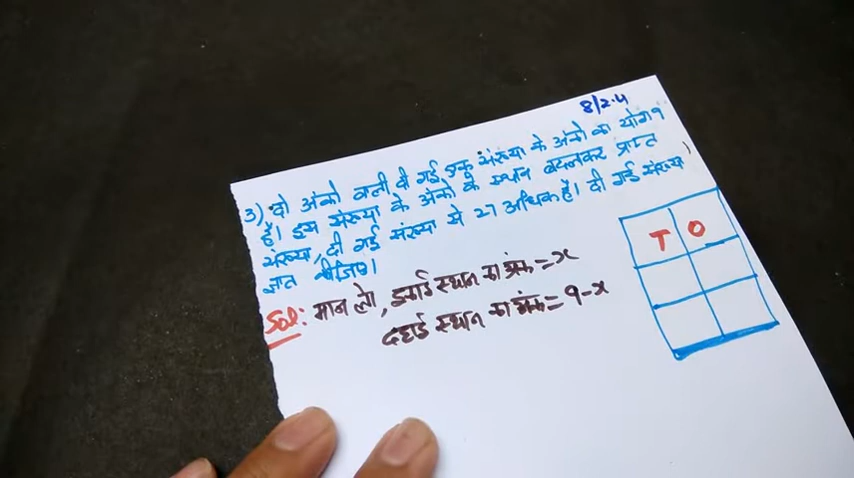 8/2.4
3) दो अंको वाली दी गई एक संख्या के अंको का योग 9
है। इस संख्या के अंको के स्थान बदलकर प्राप्त
संख्या, दी गई संख्या से 27 अधिक है। दी गई संख्या
ज्ञात कीजिए।
Sol: मान लो, इकाई स्थान का अंक = x
दहाई स्थान का अंक = 9-x
T O